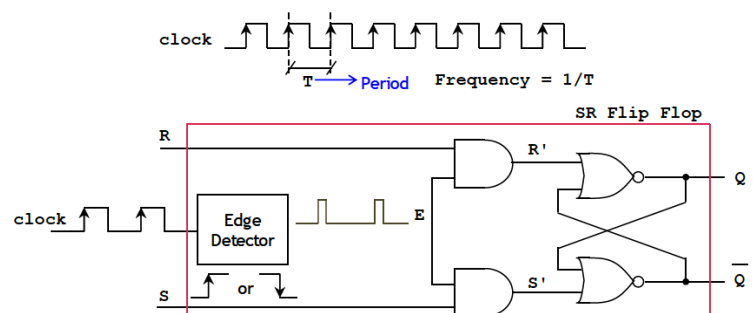 clock
T Period Frequency = 1/T
SR Flip Flop
R
R'
Q
clock
Edge
Detector
E
or
S
S'
Q